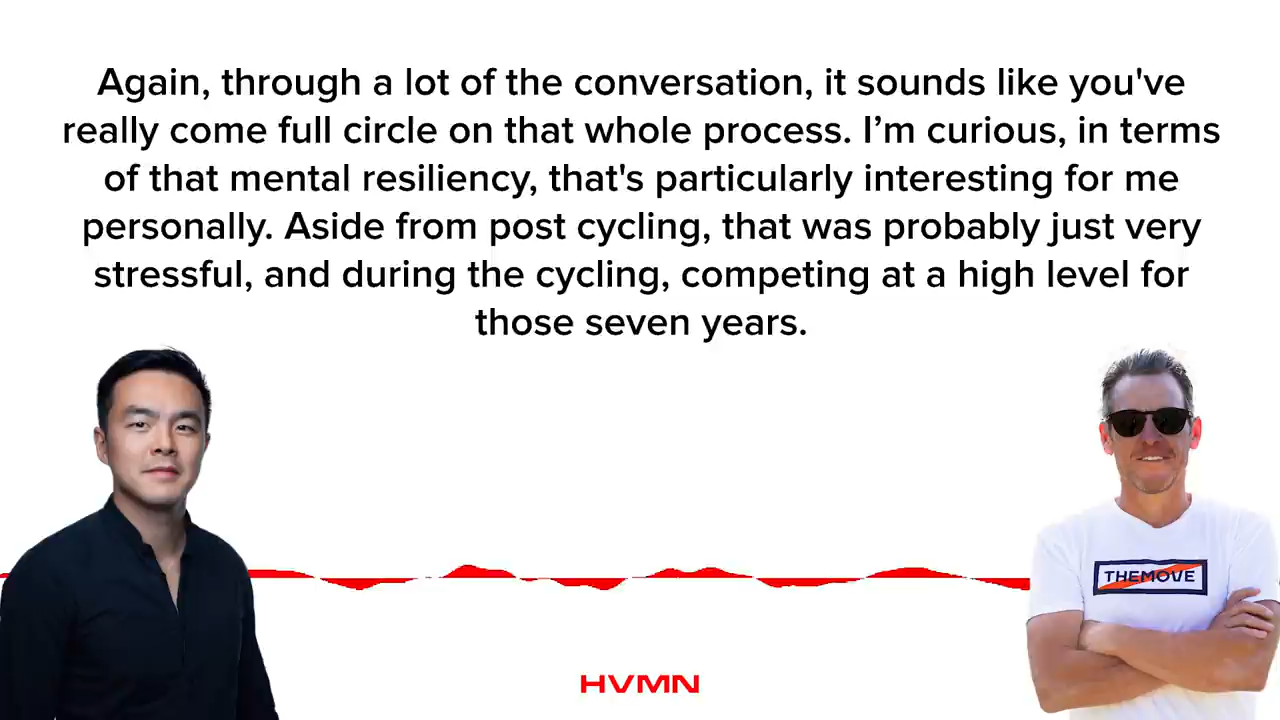 Again, through a lot of the conversation, it sounds like you've
really come full circle on that whole process. I’m curious, in terms
of that mental resiliency, that's particularly interesting for me
personally. Aside from post cycling, that was probably just very
stressful, and during the cycling, competing at a high level for
those seven years.
THEMOVE
HVMN